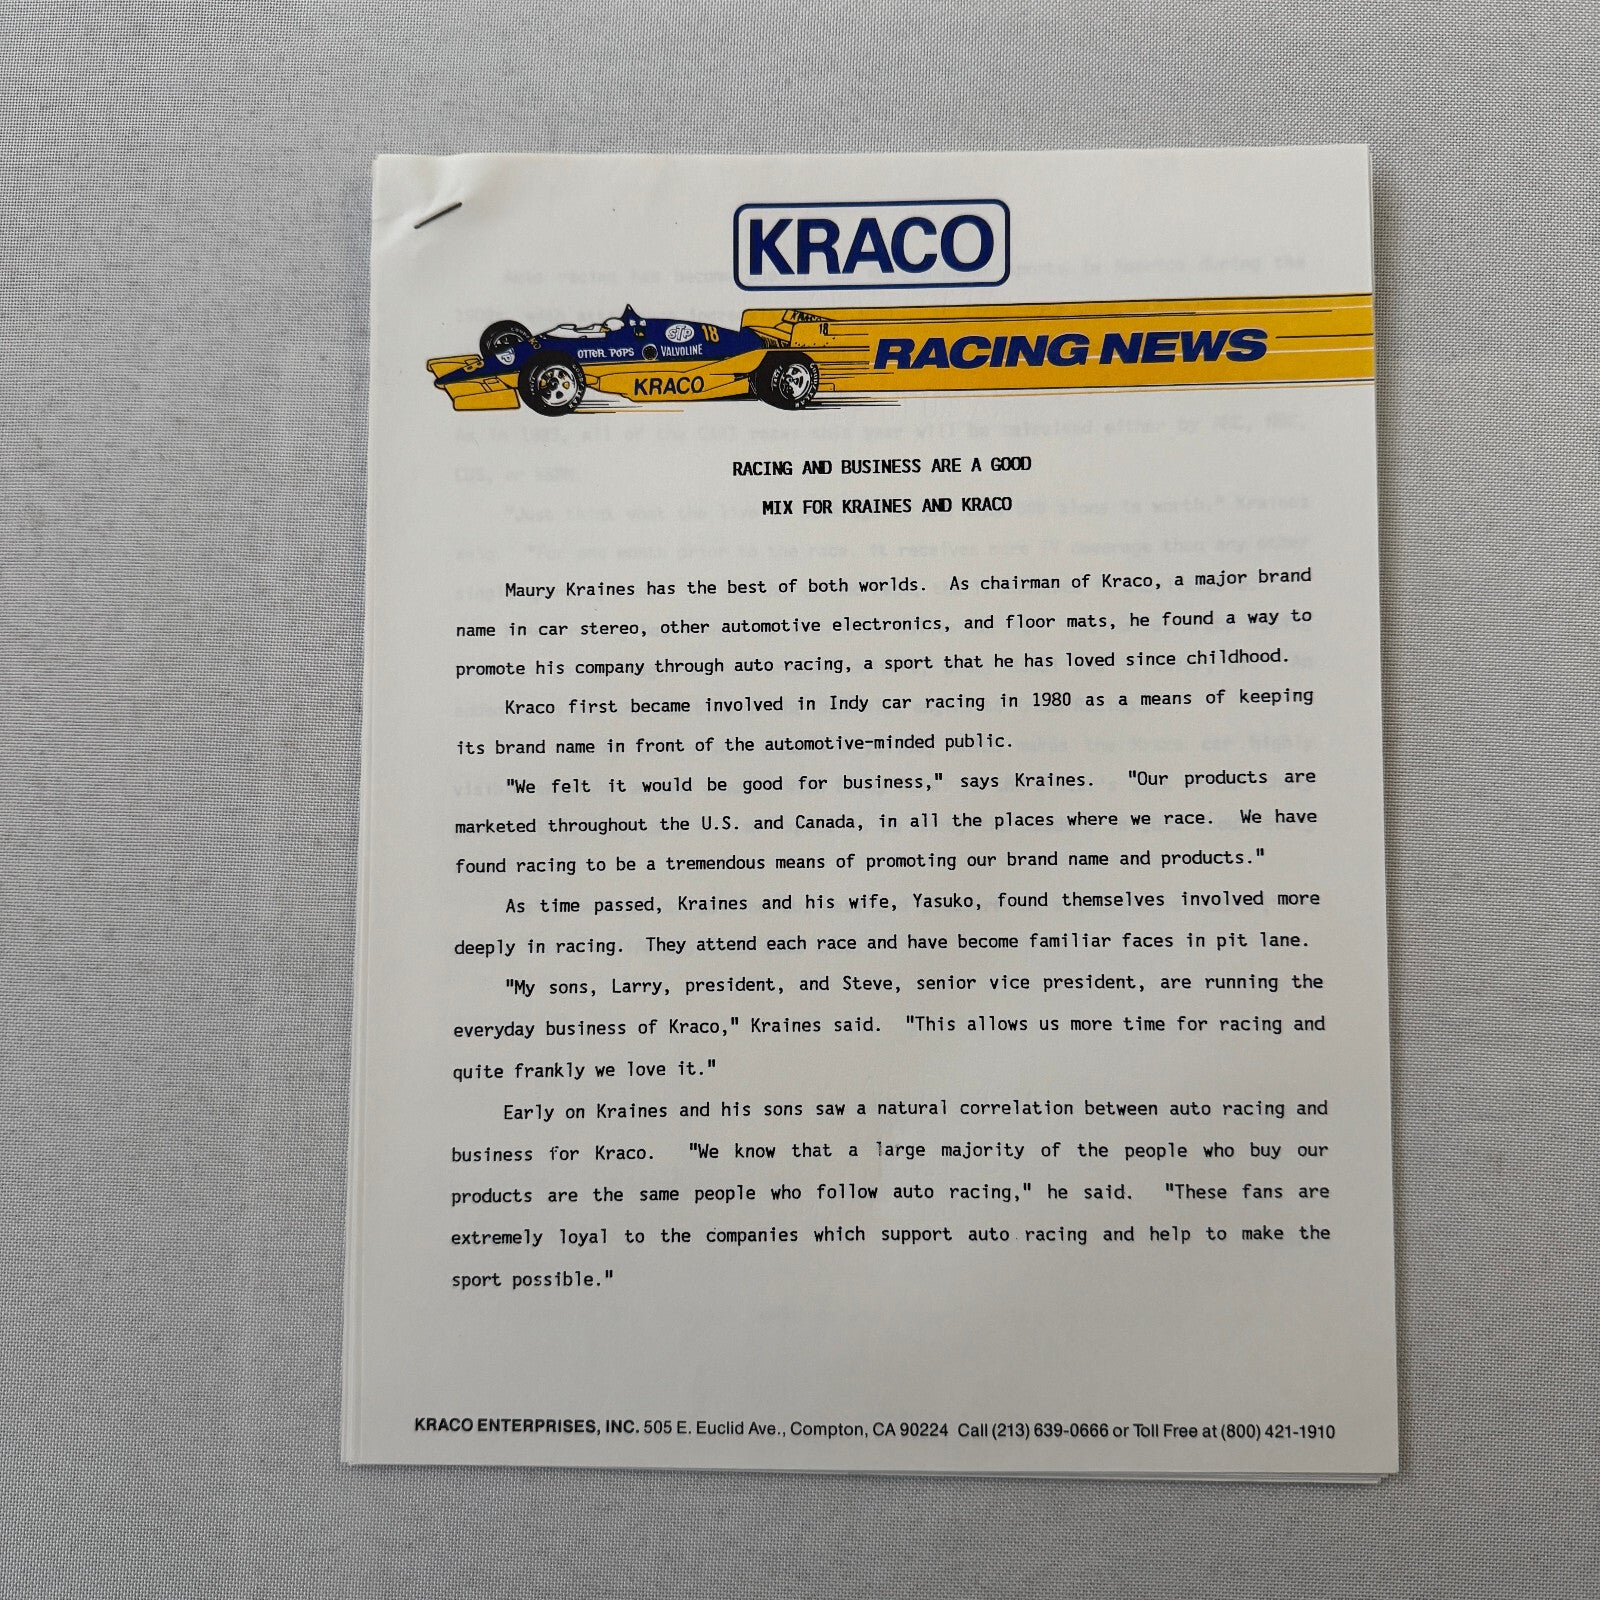 KRACO
RACING NEWS
STP
18
18
OTTER POPS
VALVOLINE
KRACO
RACING AND BUSINESS ARE A GOOD
MIX FOR KRAINES AND KRACO
Maury Kraines has the best of both worlds. As chairman of Kraco, a major brand
name in car stereo, other automotive electronics, and floor mats, he found a way to
promote his company through auto racing, a sport that he has loved since childhood.
Kraco first became involved in Indy car racing in 1980 as a means of keeping
its brand name in front of the automotive-minded public.
"We felt it would be good for business," says Kraines. "Our products are
marketed throughout the U.S. and Canada, in all the places where we race. We have
found racing to be a tremendous means of promoting our brand name and products."
As time passed, Kraines and his wife, Yasuko, found themselves involved more
deeply in racing. They attend each race and have become familiar faces in pit lane.
"My sons, Larry, president, and Steve, senior vice president, are running the
everyday business of Kraco," Kraines said. "This allows us more time for racing and
quite frankly we love it."
Early on Kraines and his sons saw a natural correlation between auto racing and
business for Kraco. "We know that a large majority of the people who buy our
products are the same people who follow auto racing," he said. "These fans are
extremely loyal to the companies which support auto racing and help to make the
sport possible."
KRACO ENTERPRISES, INC. 505 E. Euclid Ave., Compton, CA 90224 Call (213) 639-0666 or Toll Free at (800) 421-1910